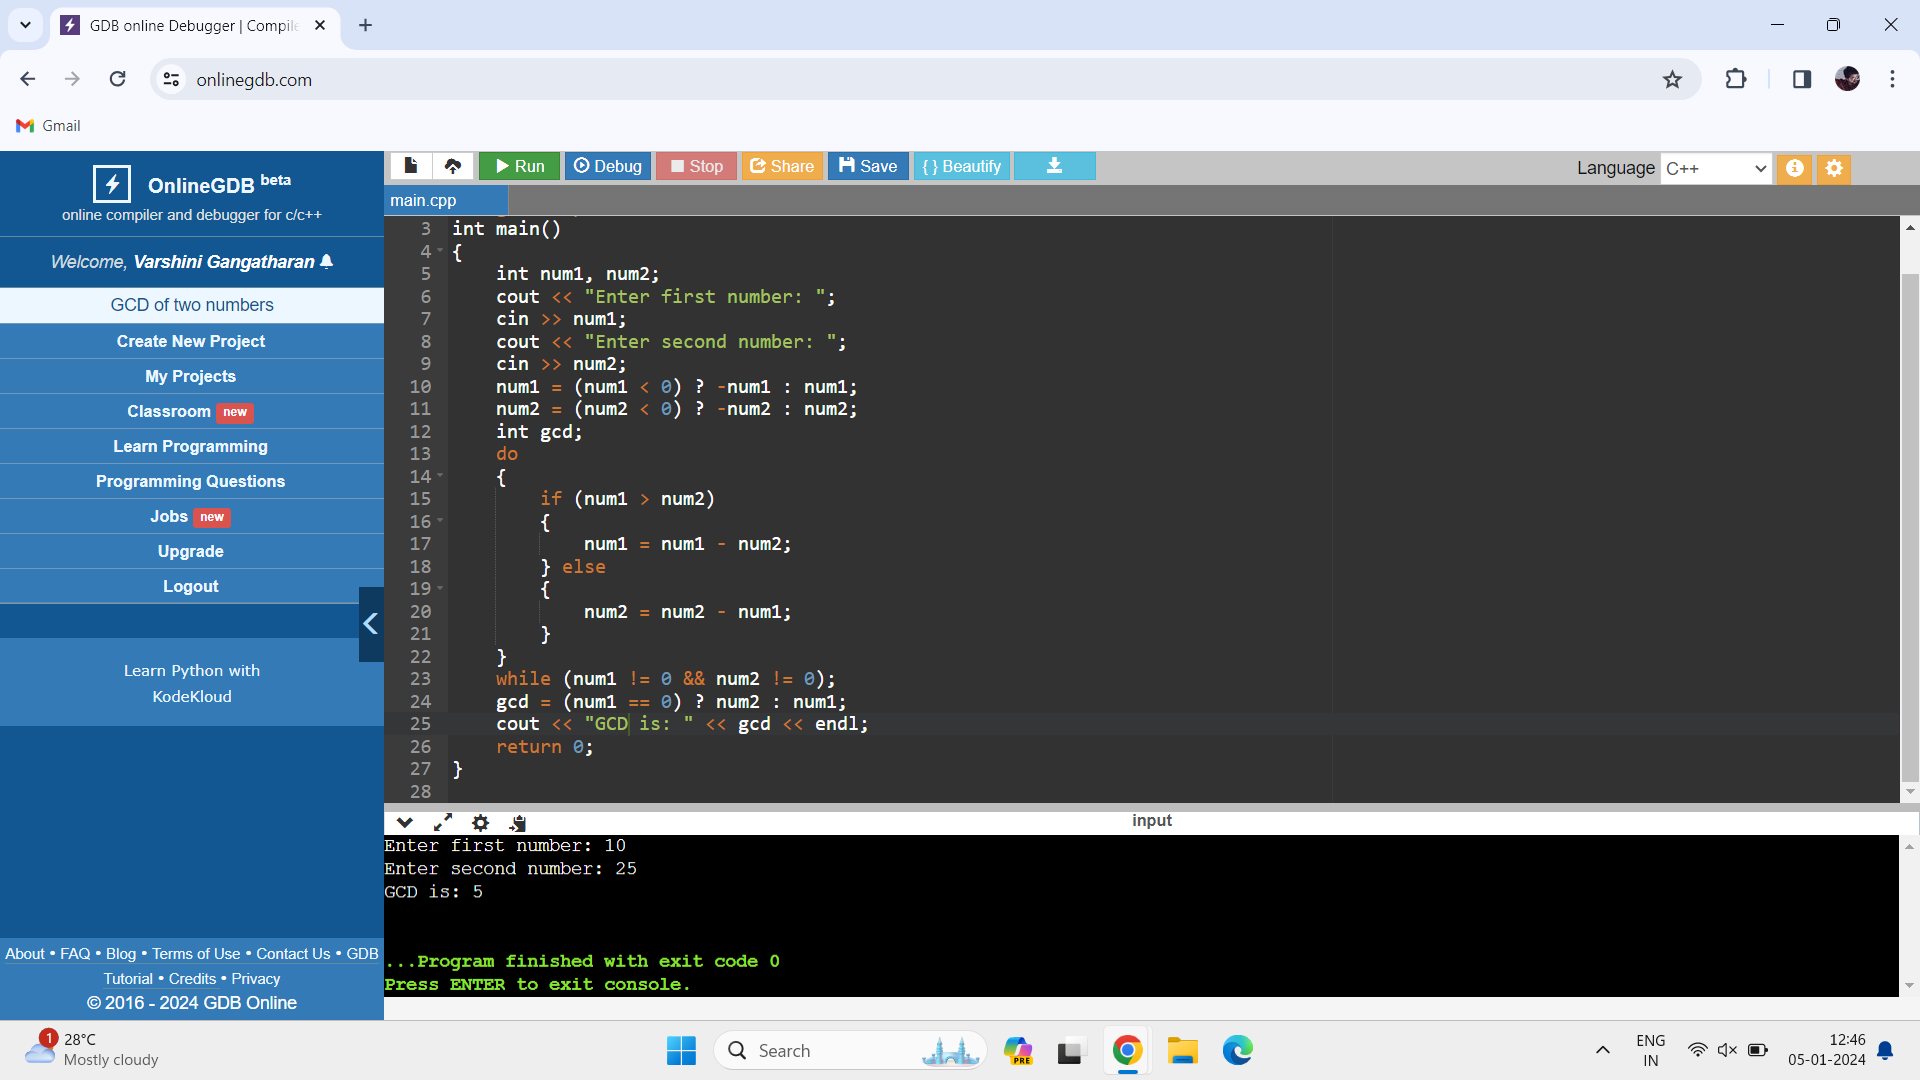 GDB online Debugger | Compile
onlinegdb.com
Gmail
OnlineGDB beta
online compiler and debugger for c/c++
Welcome, Varshini Gangatharan
GCD of two numbers
Create New Project
My Projects
Classroom new
Learn Programming
Programming Questions
Jobs new
Upgrade
Logout
Learn Python with
KodeKloud
About • FAQ • Blog • Terms of Use • Contact Us • GDB
Tutorial • Credits • Privacy
© 2016 - 2024 GDB Online
Run Debug Stop Share Save { } Beautify Language C++
main.cpp
3 int main()
4 {
5 int num1, num2;
6 cout << "Enter first number: ";
7 cin >> num1;
8 cout << "Enter second number: ";
9 cin >> num2;
10 num1 = (num1 < 0) ? -num1 : num1;
11 num2 = (num2 < 0) ? -num2 : num2;
12 int gcd;
13 do
14 {
15 if (num1 > num2)
16 {
17 num1 = num1 - num2;
18 } else
19 {
20 num2 = num2 - num1;
21 }
22 }
23 while (num1 != 0 && num2 != 0);
24 gcd = (num1 == 0) ? num2 : num1;
25 cout << "GCD is: " << gcd << endl;
26 return 0;
27 }
28
input
Enter first number: 10
Enter second number: 25
GCD is: 5
...Program finished with exit code 0
Press ENTER to exit console.
1
28°C
Mostly cloudy
Search
PRE
ENG
IN
12:46
05-01-2024